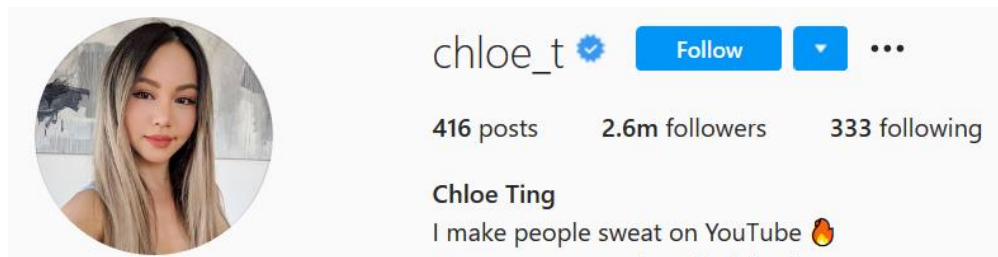 chloe_t Follow
416 posts 2.6m followers 333 following
Chloe Ting
I make people sweat on YouTube 🔥